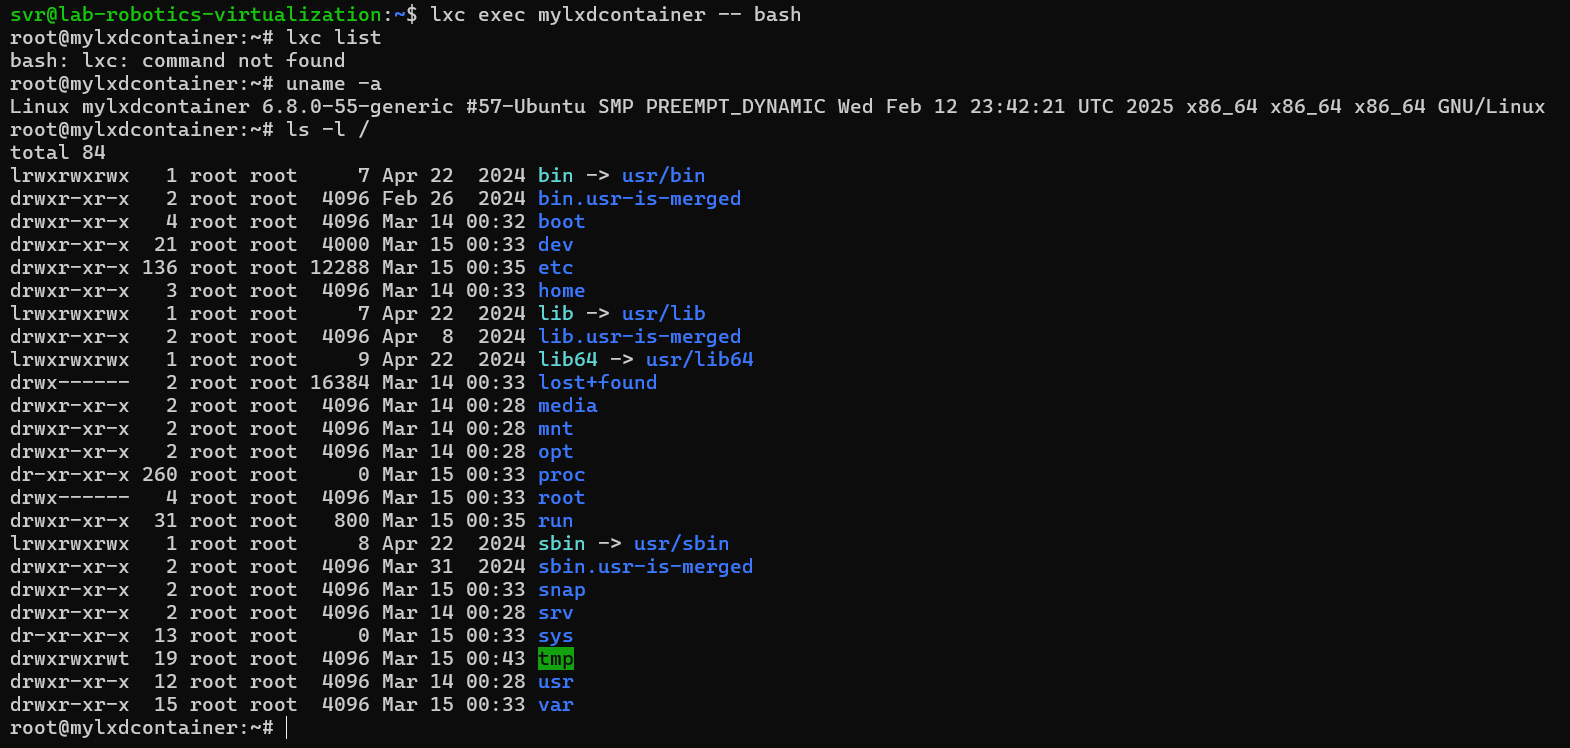 svr@lab-robotics-virtualization:~$ lxc exec mylxdcontainer -- bash
root@mylxdcontainer:~# lxc list
bash: lxc: command not found
root@mylxdcontainer:~# uname -a
Linux mylxdcontainer 6.8.0-55-generic #57-Ubuntu SMP PREEMPT_DYNAMIC Wed Feb 12 23:42:21 UTC 2025 x86_64 x86_64 x86_64 GNU/Linux
root@mylxdcontainer:~# ls -l /
total 84
lrwxrwxrwx   1 root root     7 Apr 22  2024 bin -> usr/bin
drwxr-xr-x   2 root root  4096 Feb 26  2024 bin.usr-is-merged
drwxr-xr-x   4 root root  4096 Mar 14 00:32 boot
drwxr-xr-x  21 root root  4000 Mar 15 00:33 dev
drwxr-xr-x 136 root root 12288 Mar 15 00:35 etc
drwxr-xr-x   3 root root  4096 Mar 14 00:33 home
lrwxrwxrwx   1 root root     7 Apr 22  2024 lib -> usr/lib
drwxr-xr-x   2 root root  4096 Apr  8  2024 lib.usr-is-merged
lrwxrwxrwx   1 root root     9 Apr 22  2024 lib64 -> usr/lib64
drwx------   2 root root 16384 Mar 14 00:33 lost+found
drwxr-xr-x   2 root root  4096 Mar 14 00:28 media
drwxr-xr-x   2 root root  4096 Mar 14 00:28 mnt
drwxr-xr-x   2 root root  4096 Mar 14 00:28 opt
dr-xr-xr-x 260 root root     0 Mar 15 00:33 proc
drwx------   4 root root  4096 Mar 15 00:33 root
drwxr-xr-x  31 root root   800 Mar 15 00:35 run
lrwxrwxrwx   1 root root     8 Apr 22  2024 sbin -> usr/sbin
drwxr-xr-x   2 root root  4096 Mar 31  2024 sbin.usr-is-merged
drwxr-xr-x   2 root root  4096 Mar 15 00:33 snap
drwxr-xr-x   2 root root  4096 Mar 14 00:28 srv
dr-xr-xr-x  13 root root     0 Mar 15 00:33 sys
drwxrwxrwt  19 root root  4096 Mar 15 00:43 tmp
drwxr-xr-x  12 root root  4096 Mar 14 00:28 usr
drwxr-xr-x  15 root root  4096 Mar 15 00:33 var
root@mylxdcontainer:~#